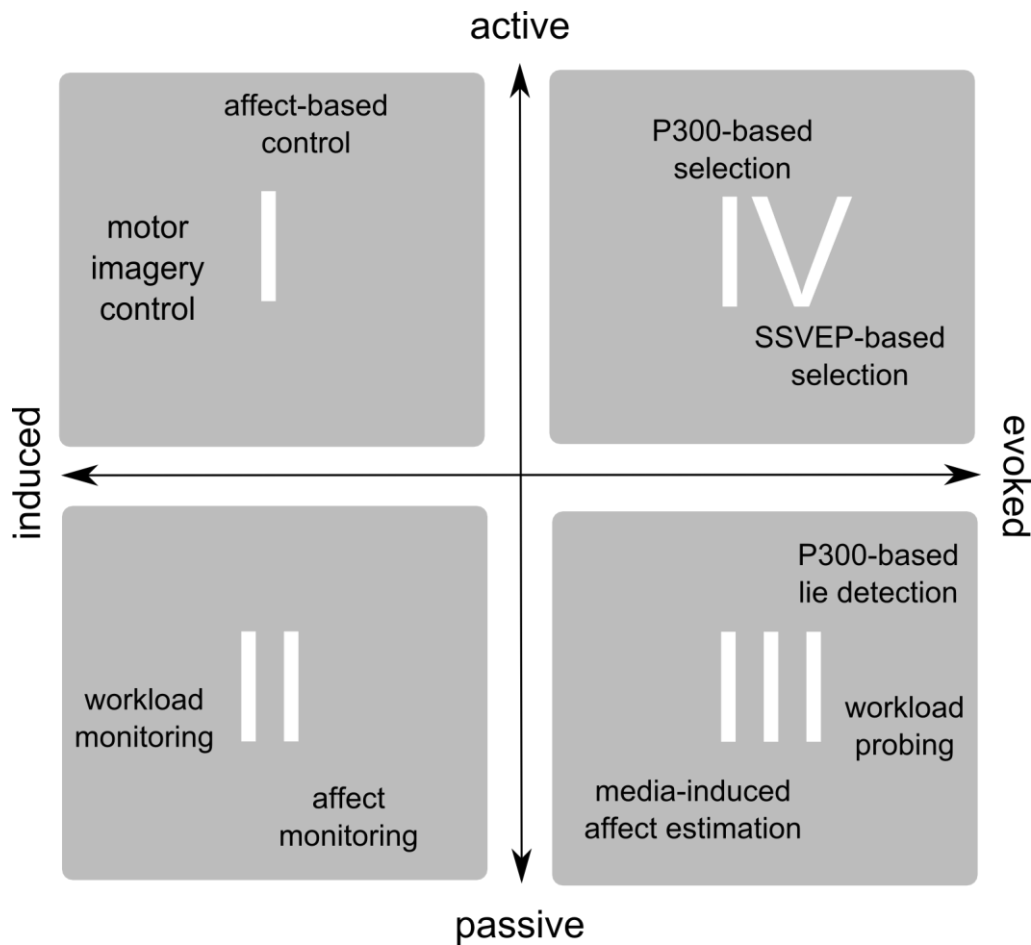 active
affect-based
control
motor
imagery
control
I
P300-based
selection
IV
SSVEP-based
selection
induced
evoked
workload
monitoring
II
affect
monitoring
P300-based
lie detection
III
workload
probing
media-induced
affect estimation
passive